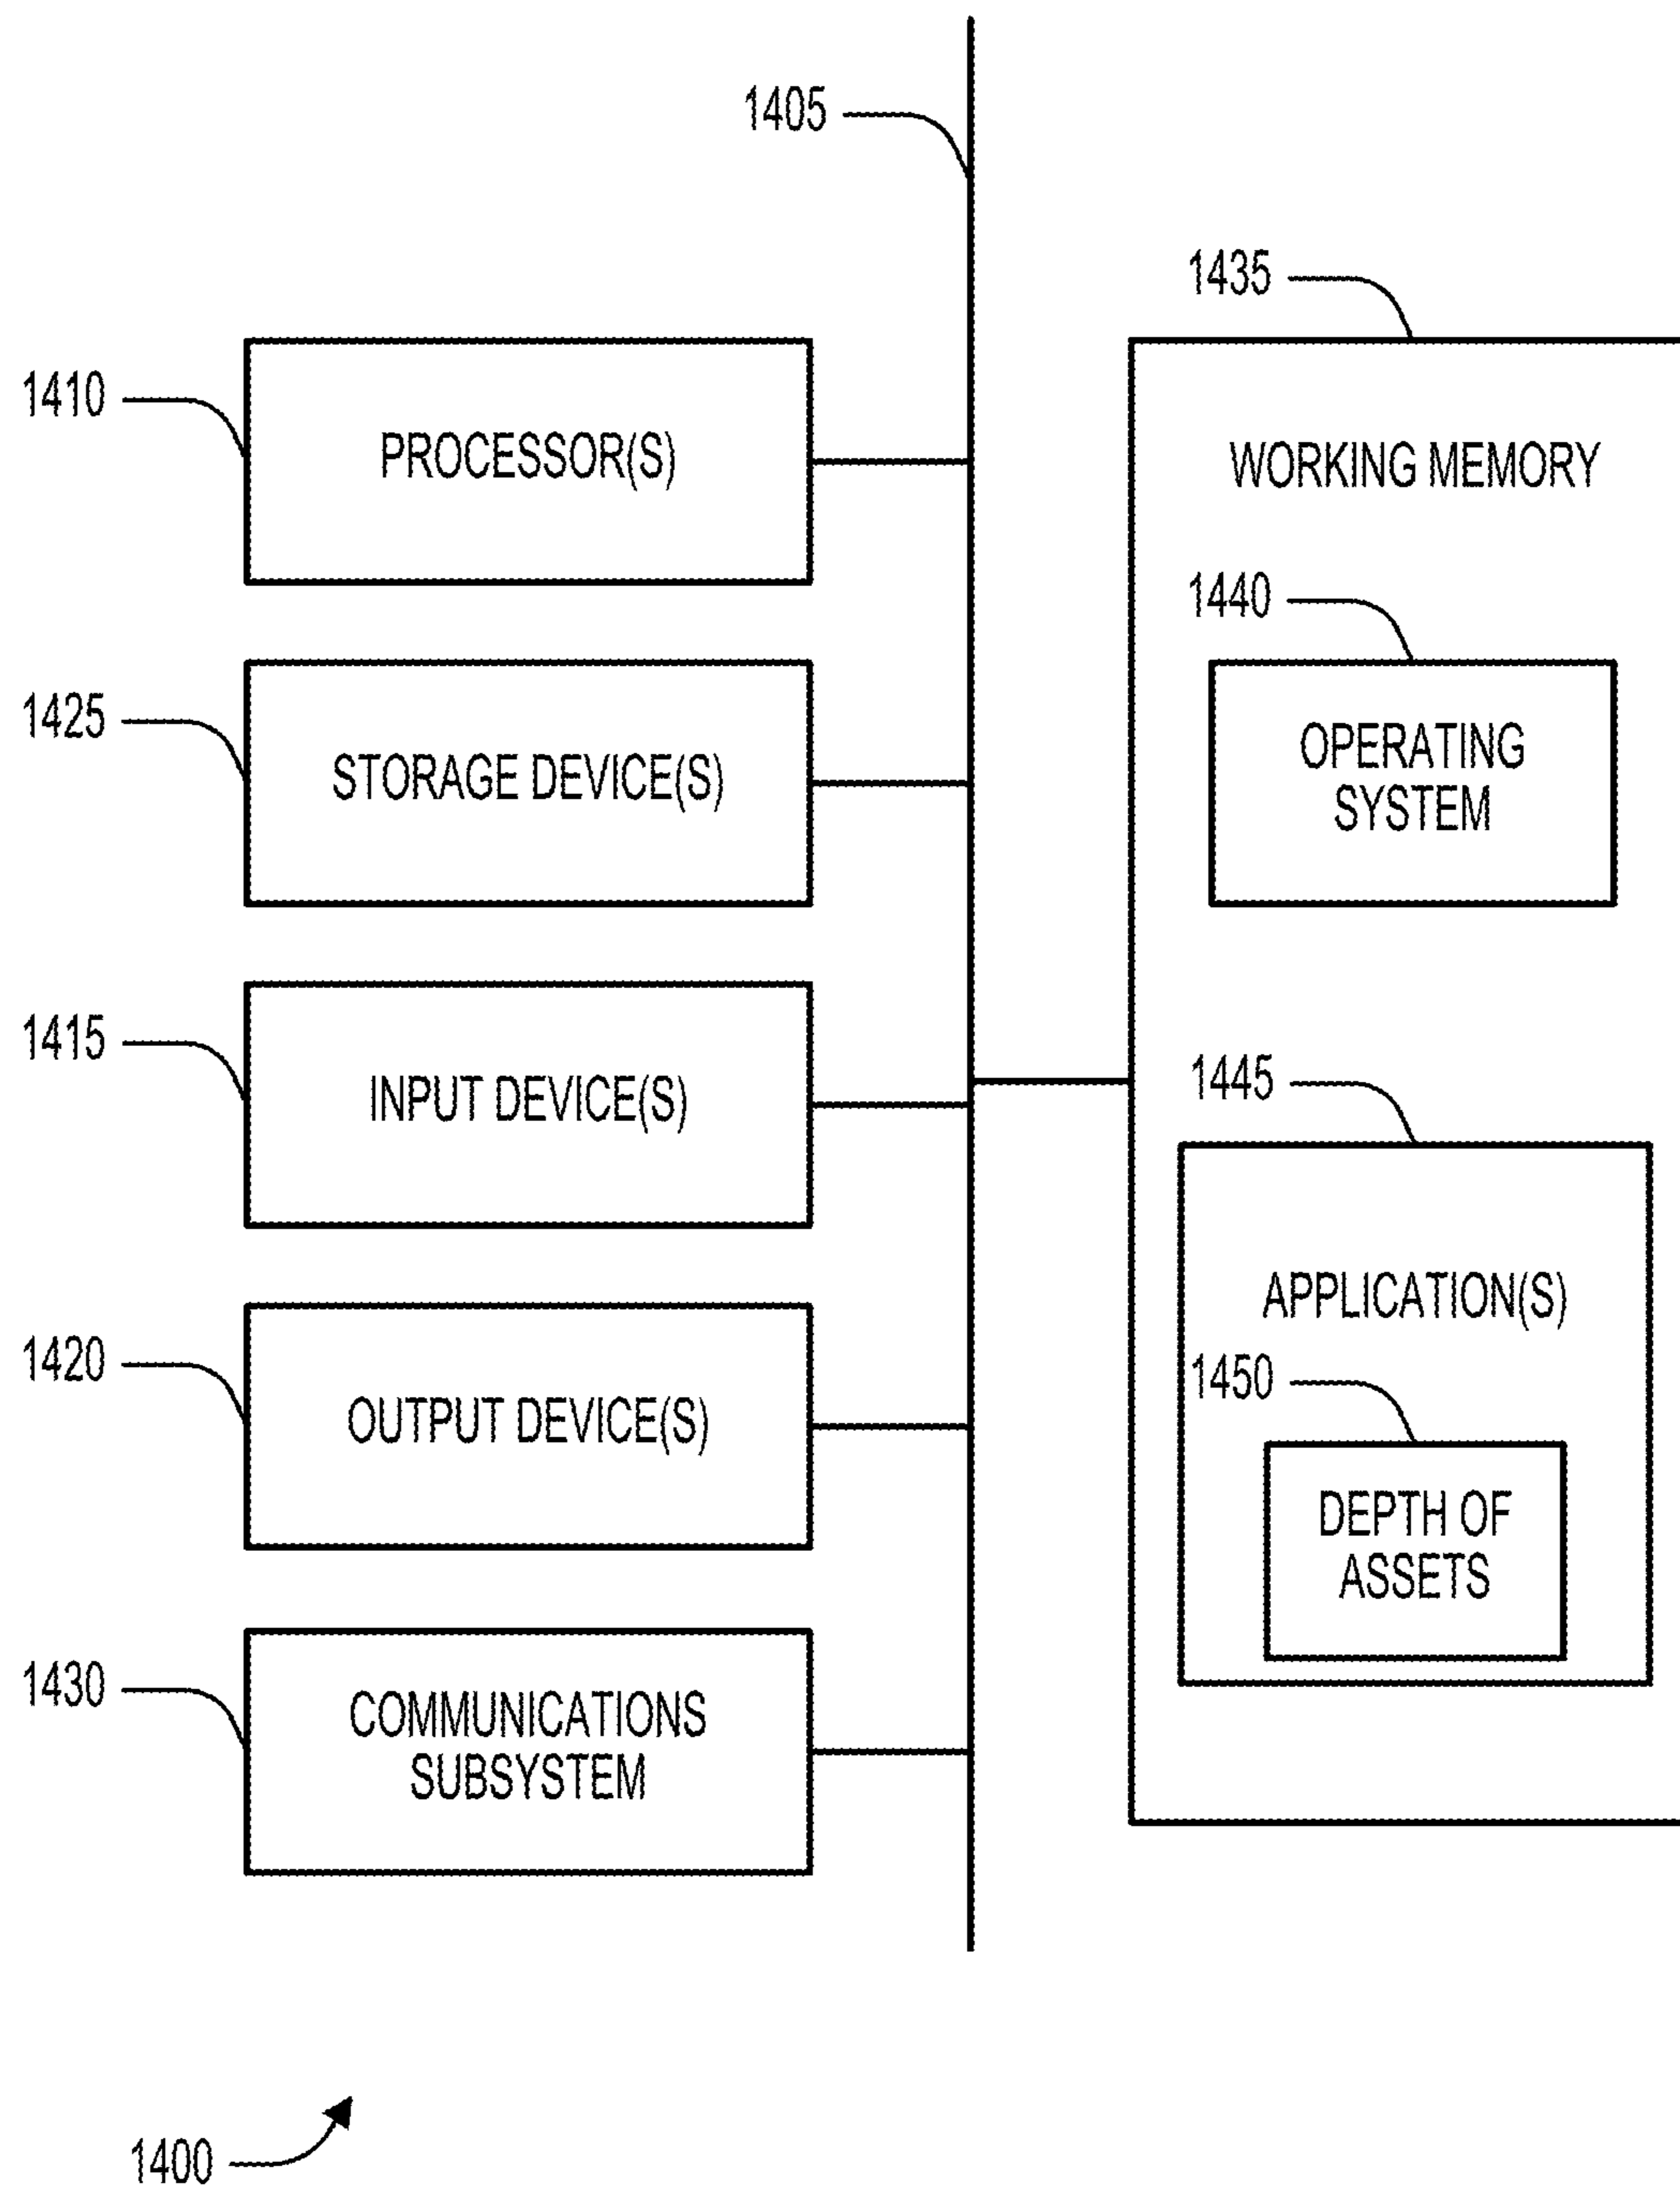 1405
1435
1410
PROCESSOR(S)
WORKING MEMORY
1440
1425
STORAGE DEVICE(S)
OPERATING
SYSTEM
1415
INPUT DEVICE(S)
1445
APPLICATION(S)
1420
OUTPUT DEVICE(S)
1450
DEPTH OF
ASSETS
1430
COMMUNICATIONS
SUBSYSTEM
1400